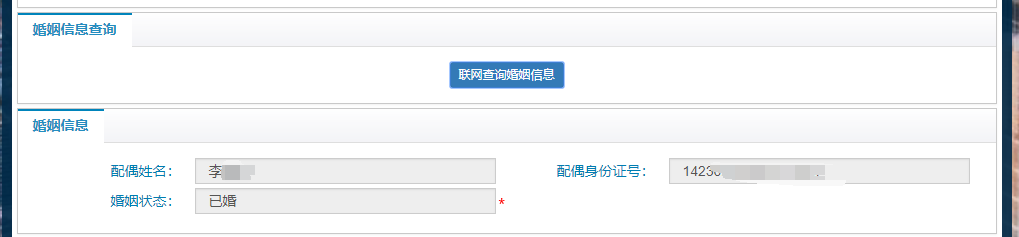 婚姻信息查询
联网查询婚姻信息
婚姻信息
配偶姓名： 李 配偶身份证号： 1423
婚姻状态： 已婚 *